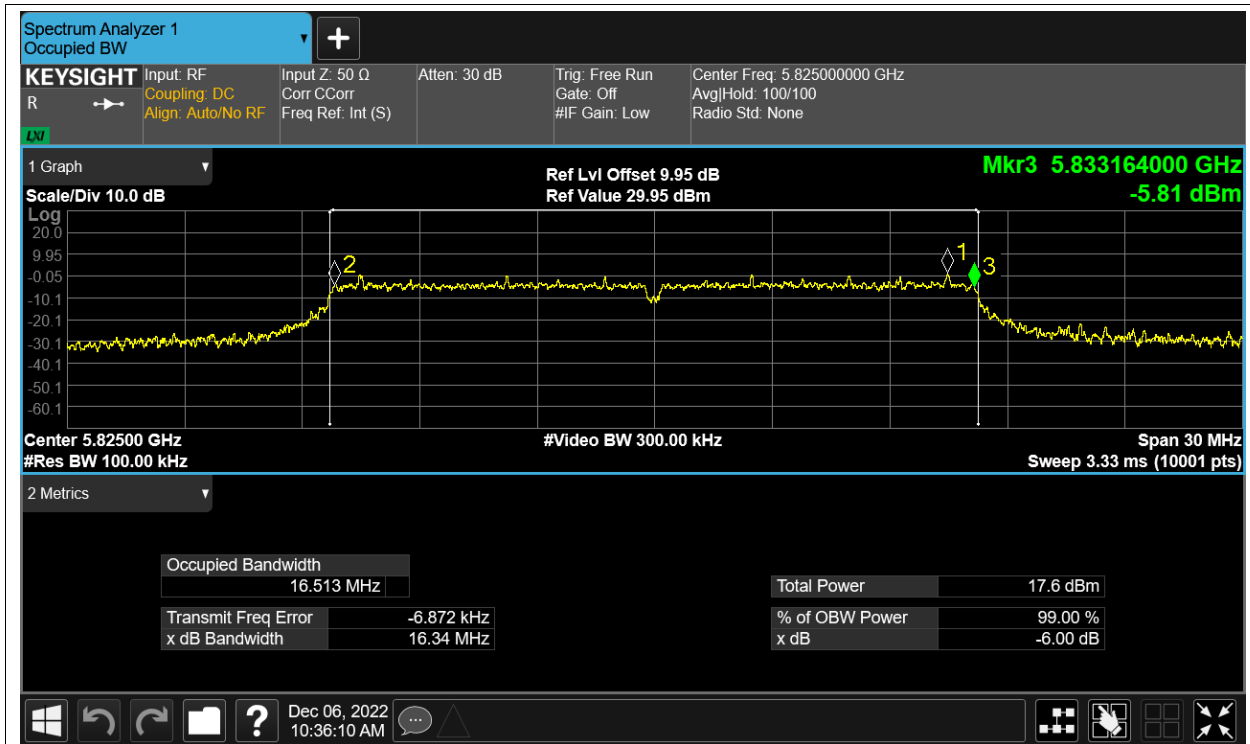 Spectrum Analyzer 1
Occupied BW
+
KEYSIGHT
R
LXI
Input: RF
Coupling: DC
Align: Auto/No RF
Input Z: 50 Ω
Corr CCorr
Freq Ref: Int (S)
Atten: 30 dB
Trig: Free Run
Gate: Off
#IF Gain: Low
Center Freq: 5.825000000 GHz
Avg|Hold: 100/100
Radio Std: None
1 Graph
Scale/Div 10.0 dB
Ref Lvl Offset 9.95 dB
Ref Value 29.95 dBm
Mkr3 5.833164000 GHz
-5.81 dBm
Log
20.0
9.95
-0.05
-10.1
-20.1
-30.1
-40.1
-50.1
-60.1
2
1
3
Center 5.82500 GHz
#Video BW 300.00 kHz
Span 30 MHz
#Res BW 100.00 kHz
Sweep 3.33 ms (10001 pts)
2 Metrics
Occupied Bandwidth
16.513 MHz
Total Power 17.6 dBm
Transmit Freq Error -6.872 kHz
% of OBW Power 99.00 %
x dB Bandwidth 16.34 MHz
x dB -6.00 dB
?
Dec 06, 2022
10:36:10 AM